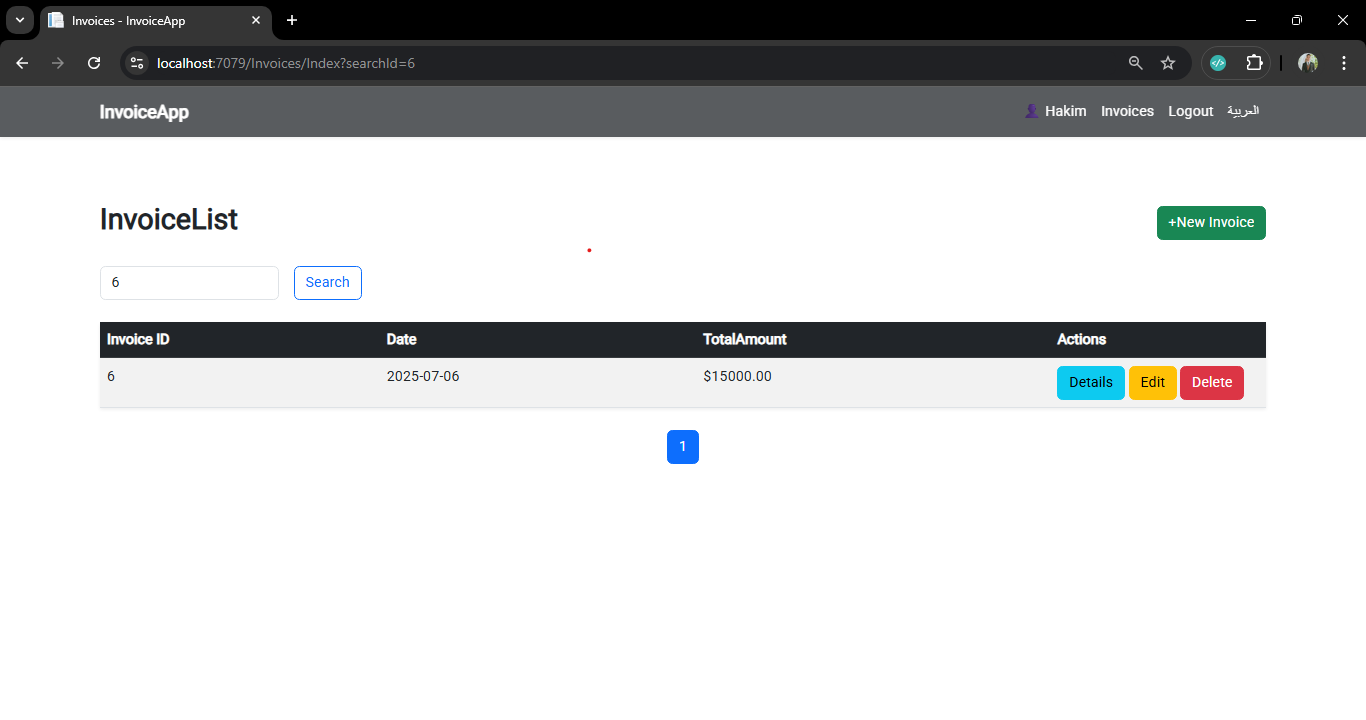 Invoices - InvoiceApp
localhost:7079/Invoices/Index?searchId=6
InvoiceApp
Hakim Invoices Logout العربية
InvoiceList
+New Invoice
6 Search
Invoice ID Date TotalAmount Actions
6 2025-07-06 $15000.00 Details Edit Delete
1